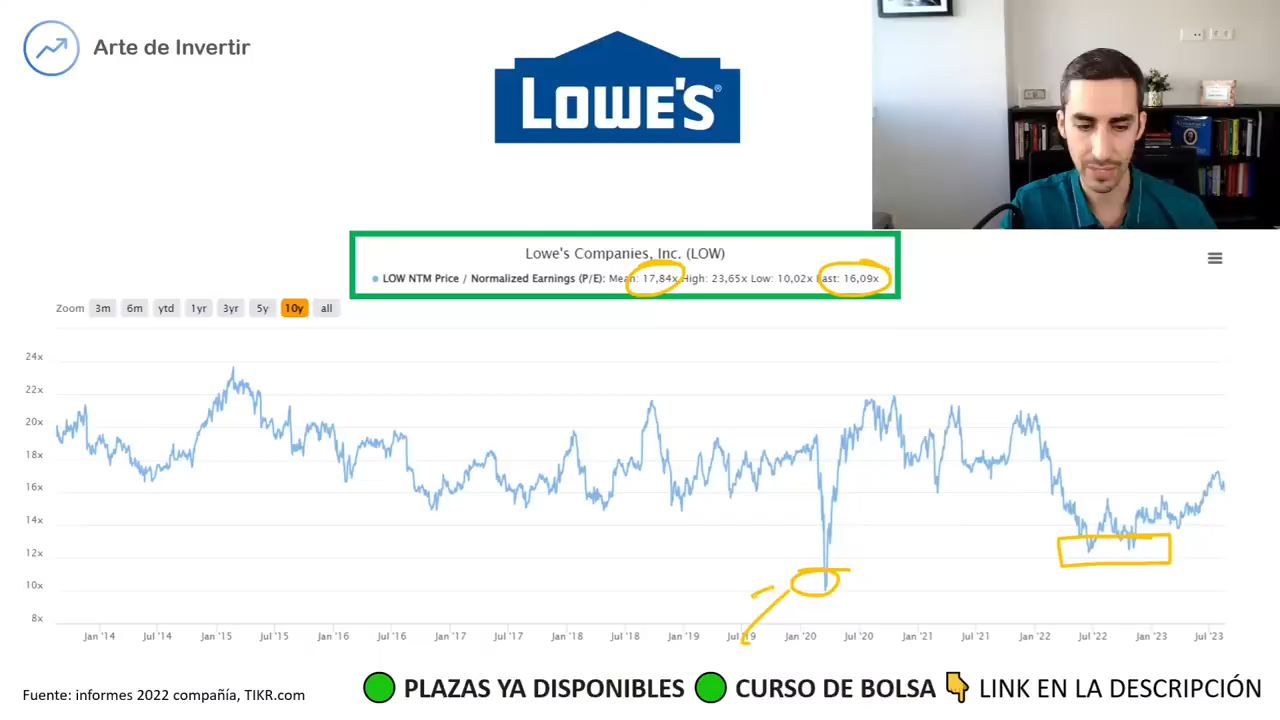 Arte de Invertir
LOWE'S®
Lowe's Companies, Inc. (LOW)
LOW NTM Price / Normalized Earnings (P/E): Mean: 17,84x High: 23,65x Low: 10,02x Last: 16,09x
Zoom 3m 6m ytd 1yr 3yr 5y 10y all
24x
22x
20x
18x
16x
14x
12x
10x
8x
Jan '14 Jul '14 Jan '15 Jul '15 Jan '16 Jul '16 Jan '17 Jul '17 Jan '18 Jul '18 Jan '19 Jul '19 Jan '20 Jul '20 Jan '21 Jul '21 Jan '22 Jul '22 Jan '23 Jul '23
Fuente: informes 2022 compañía, TIKR.com
PLAZAS YA DISPONIBLES CURSO DE BOLSA LINK EN LA DESCRIPCIÓN